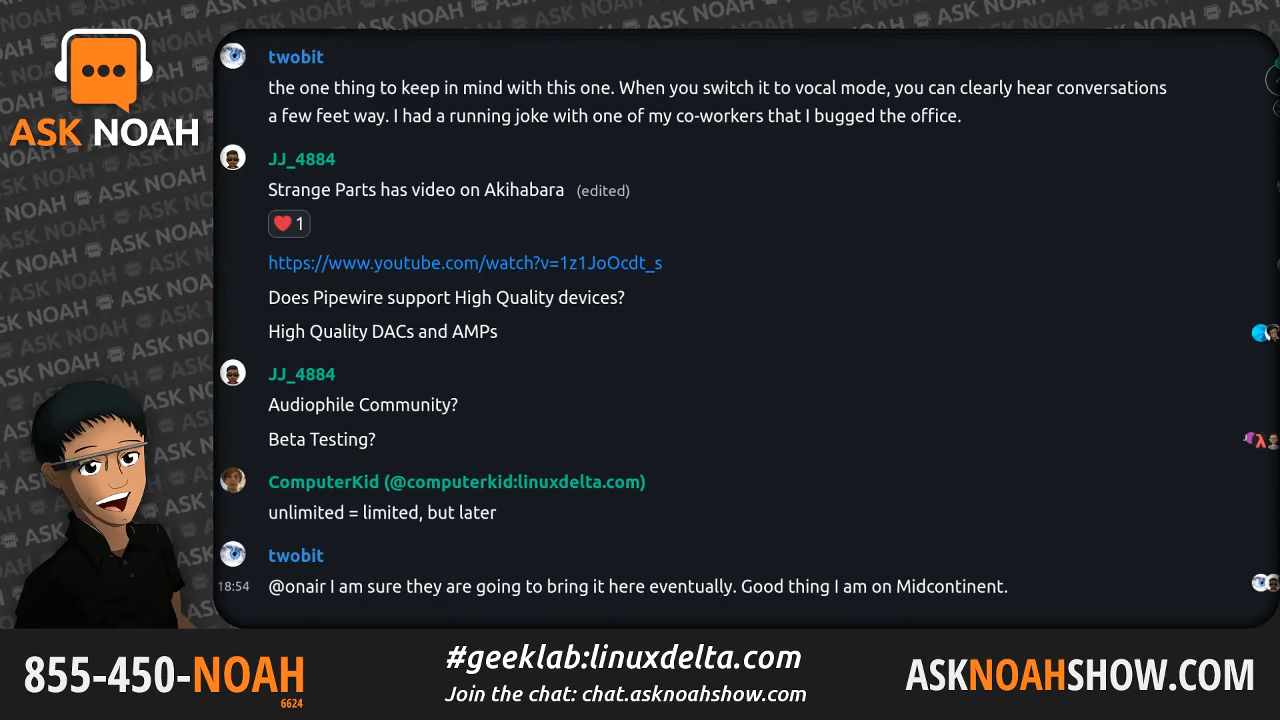 ASK NOAH
twobit
the one thing to keep in mind with this one. When you switch it to vocal mode, you can clearly hear conversations
a few feet way. I had a running joke with one of my co-workers that I bugged the office.
JJ_4884
Strange Parts has video on Akihabara (edited)
❤️ 1
https://www.youtube.com/watch?v=1z1JoOcdt_s
Does Pipewire support High Quality devices?
High Quality DACs and AMPs
JJ_4884
Audiophile Community?
Beta Testing?
ComputerKid (@computerkid:linuxdelta.com)
unlimited = limited, but later
twobit
18:54 @onair I am sure they are going to bring it here eventually. Good thing I am on Midcontinent.
855-450-NOAH
6624
#geeklab:linuxdelta.com
Join the chat: chat.asknoahshow.com
ASKNOAHSHOW.COM